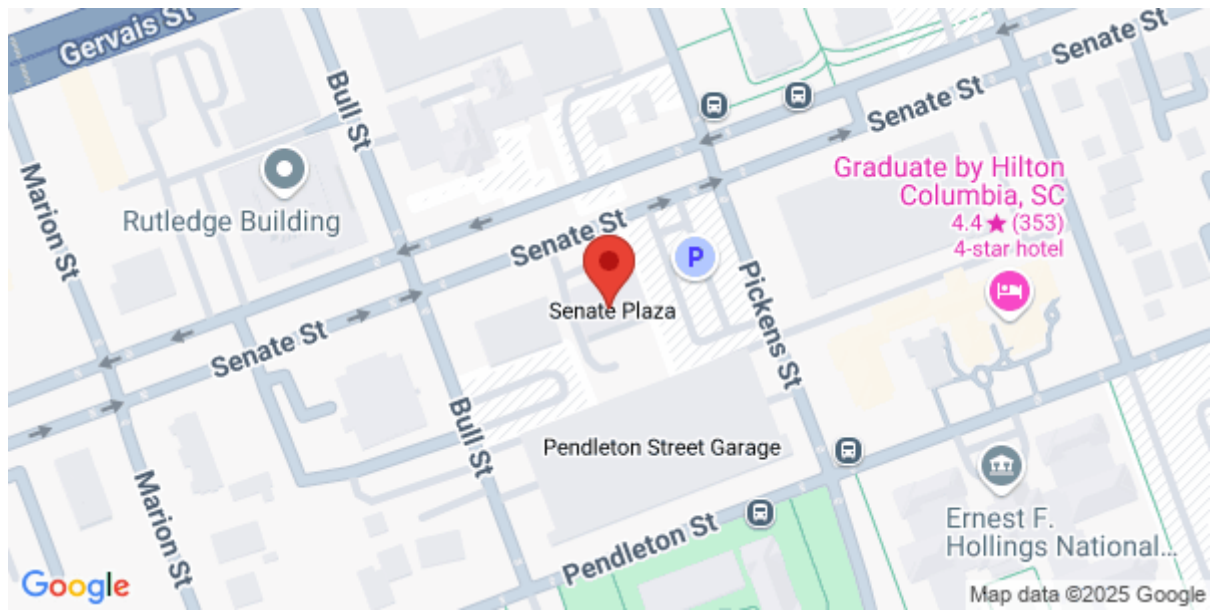 Gervais St
Senate St
Senate St
Bull St
Graduate by Hilton
Columbia, SC
4.4★ (353)
4-star hotel
Marion St
Rutledge Building
Senate St
P
Senate Plaza
Pickens St
Senate St
Bull St
Pendleton Street Garage
Marion St
Pendleton St
Ernest F.
Hollings National...
Google
Map data ©2025 Google